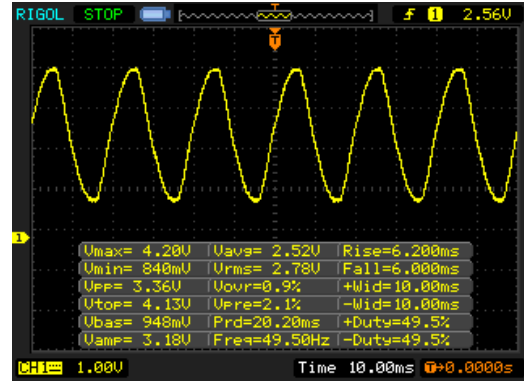 RIGOL STOP T f 1 2.56V
T
1
Vmax= 4.20V Vavg= 2.52V Rise=6.200ms
Vmin= 840mV Vrms= 2.78V Fall=6.000ms
Vpp= 3.36V Vovr=0.9% +Wid=10.00ms
Vtop= 4.13V Vpre=2.1% -Wid=10.00ms
Vbas= 948mV Prd=20.20ms +Duty=49.5%
Vamp= 3.18V Freq=49.50Hz -Duty=49.5%
CH1 1.00V Time 10.00ms T→0.0000s